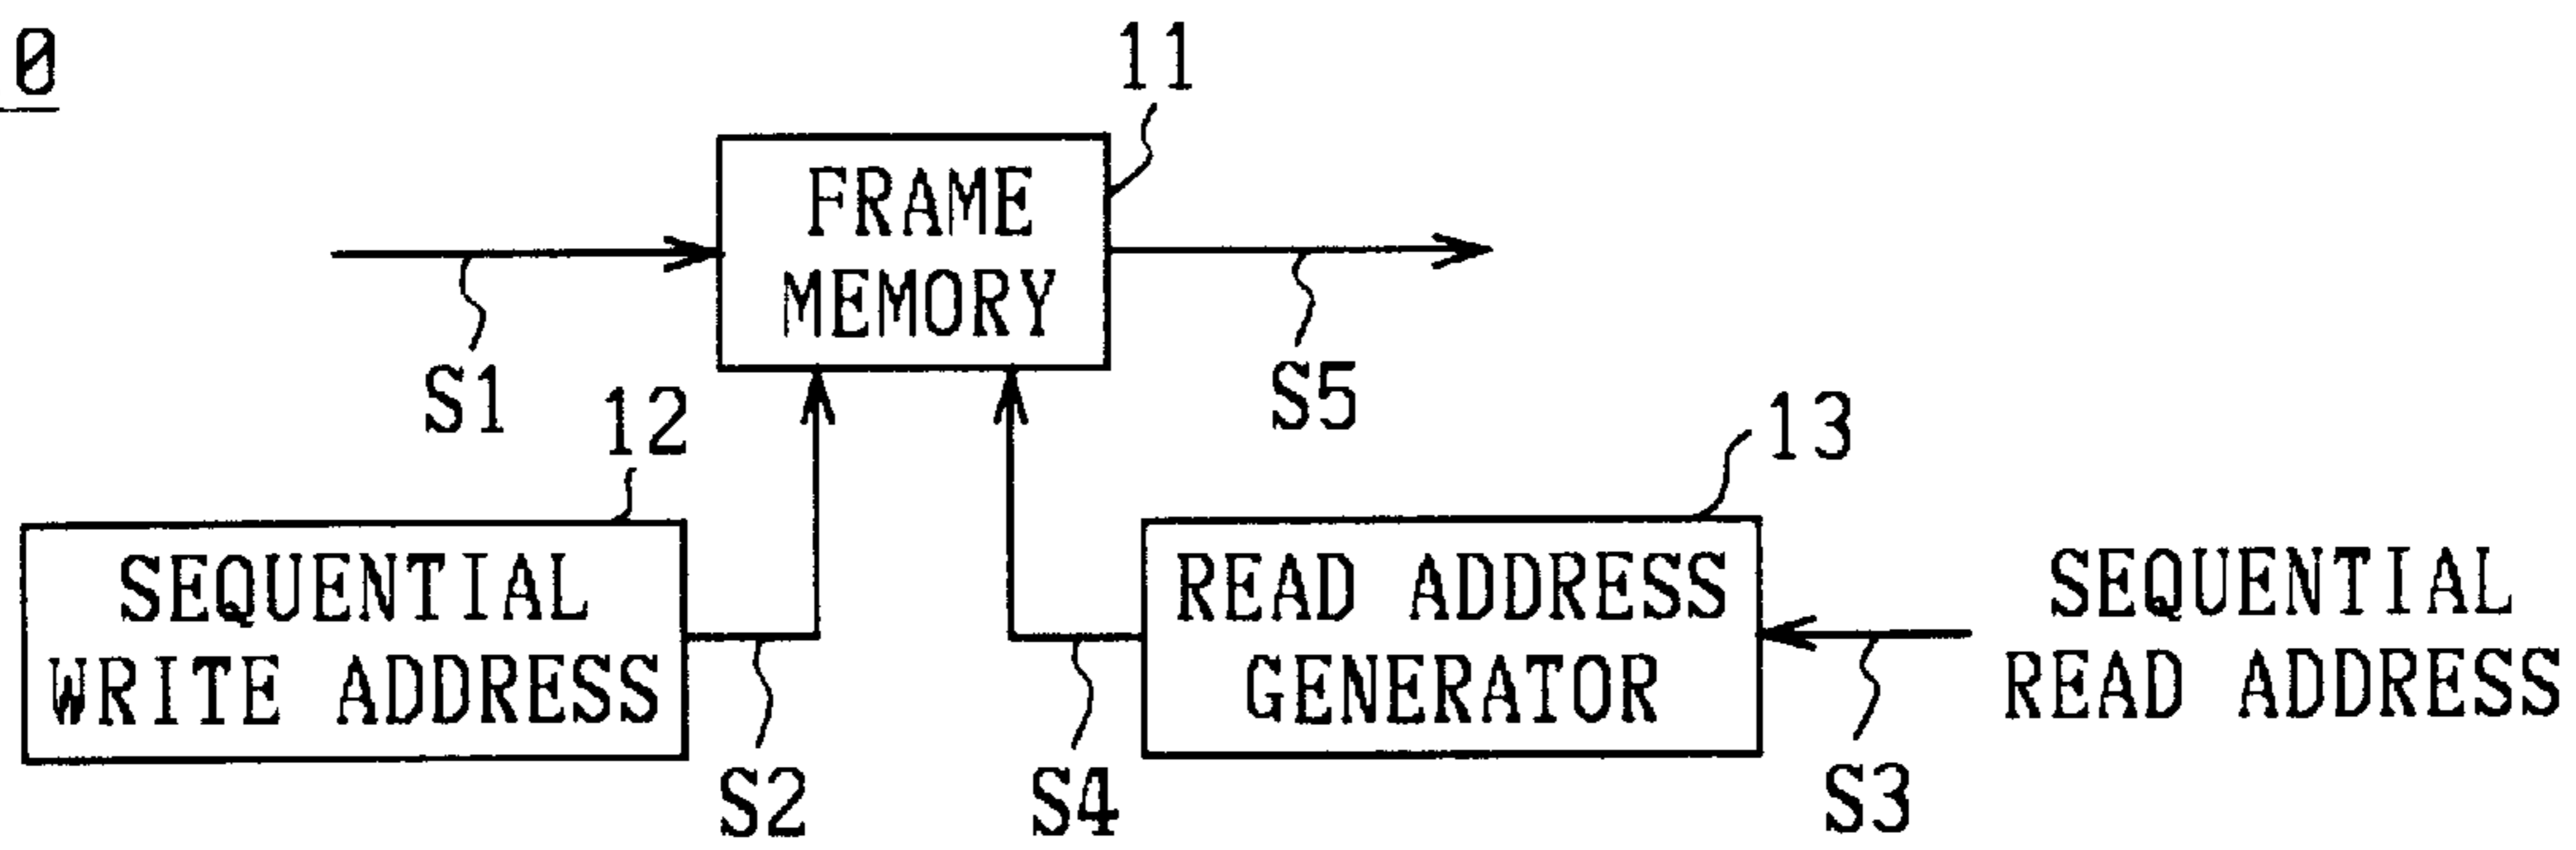 0
11
FRAME
MEMORY
S1
S5
12
13
SEQUENTIAL
WRITE ADDRESS
READ ADDRESS
GENERATOR
SEQUENTIAL
READ ADDRESS
S2
S4
S3